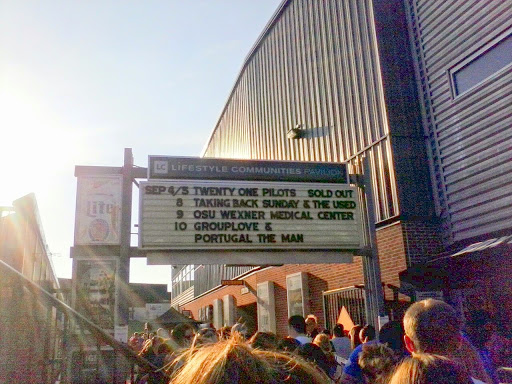 LC LIFESTYLE COMMUNITIES PAVILION
SEP 4/5 TWENTY ONE PILOTS SOLD OUT
8 TAKING BACK SUNDAY & THE USED
9 OSU WEXNER MEDICAL CENTER
10 GROUPLOVE &
PORTUGAL THE MAN
Lite